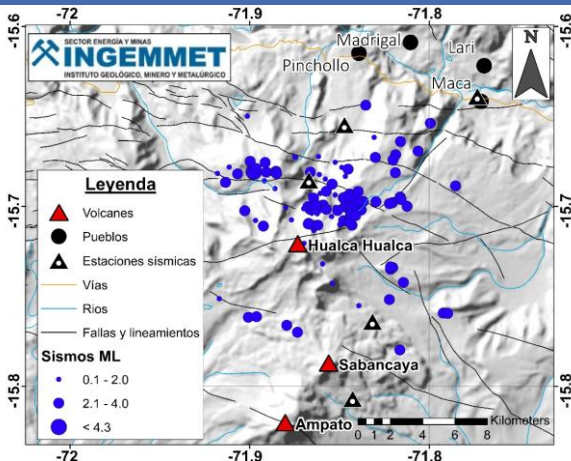 -72
-71.9
-71.8
-15.6
-15.6
SECTOR ENERGÍA Y MINAS
INGEMMET
INSTITUTO GEOLÓGICO, MINERO Y METALÚRGICO
Madrigal
Lari
Pinchollo
Maca
N
Leyenda
Volcanes
Pueblos
Estaciones sísmicas
Vías
Rios
Fallas y lineamientos
Sismos ML
0.1 - 2.0
2.1 - 4.0
< 4.3
-15.7
-15.7
Hualca Hualca
Sabancaya
-15.8
-15.8
Ampato
Kilometers
0 1 2 4 6 8
-72
-71.9
-71.8